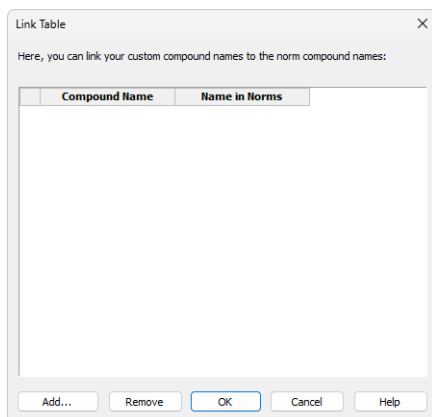 Link Table
Here, you can link your custom compound names to the norm compound names:
Compound Name Name in Norms
Add... Remove OK Cancel Help